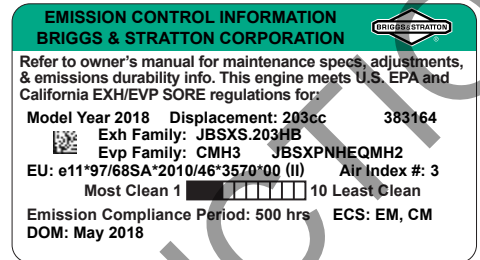 EMISSION CONTROL INFORMATION
BRIGGS & STRATTON CORPORATION
BRIGGS & STRATTON
Refer to owner's manual for maintenance specs, adjustments,
& emissions durability info. This engine meets U.S. EPA and
California EXH/EVP SORE regulations for:
Model Year 2018 Displacement: 203cc 383164
Exh Family: JBSXS.203HB
Evp Family: CMH3 JBSXPNHEQMH2
EU: e11*97/68SA*2010/46*3570*00 (II) Air Index #: 3
Most Clean 1 10 Least Clean
Emission Compliance Period: 500 hrs ECS: EM, CM
DOM: May 2018